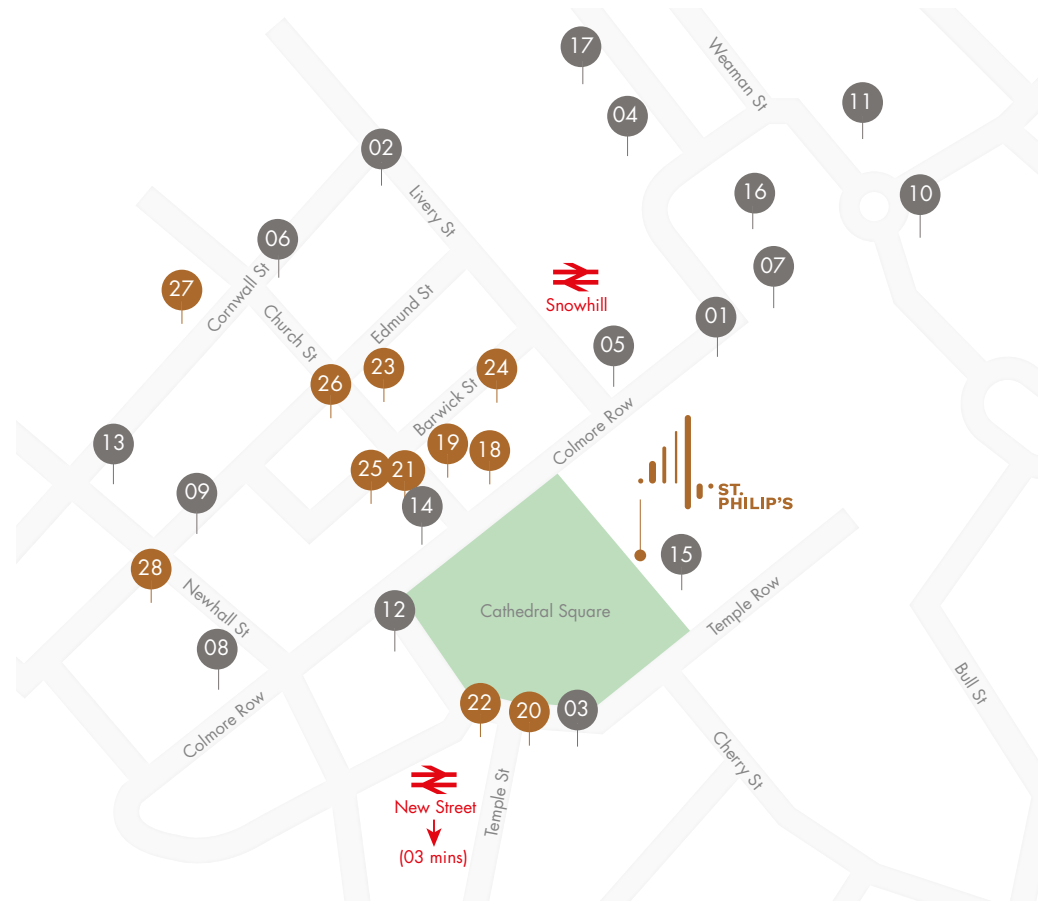 17
Weaman St
11
04
02
16
10
Livery St
06
07
Snowhill
27
Cornwall St
Edmund St
01
Church St
05
23
24
26
Barwick St
Colmore Row
13
19
18
25
21
09
14
ST.
PHILIP'S
15
28
Newhall St
12
Cathedral Square
Temple Row
08
Bull St
22
20
03
Colmore Row
Cherry St
New Street
(03 mins)
Temple St